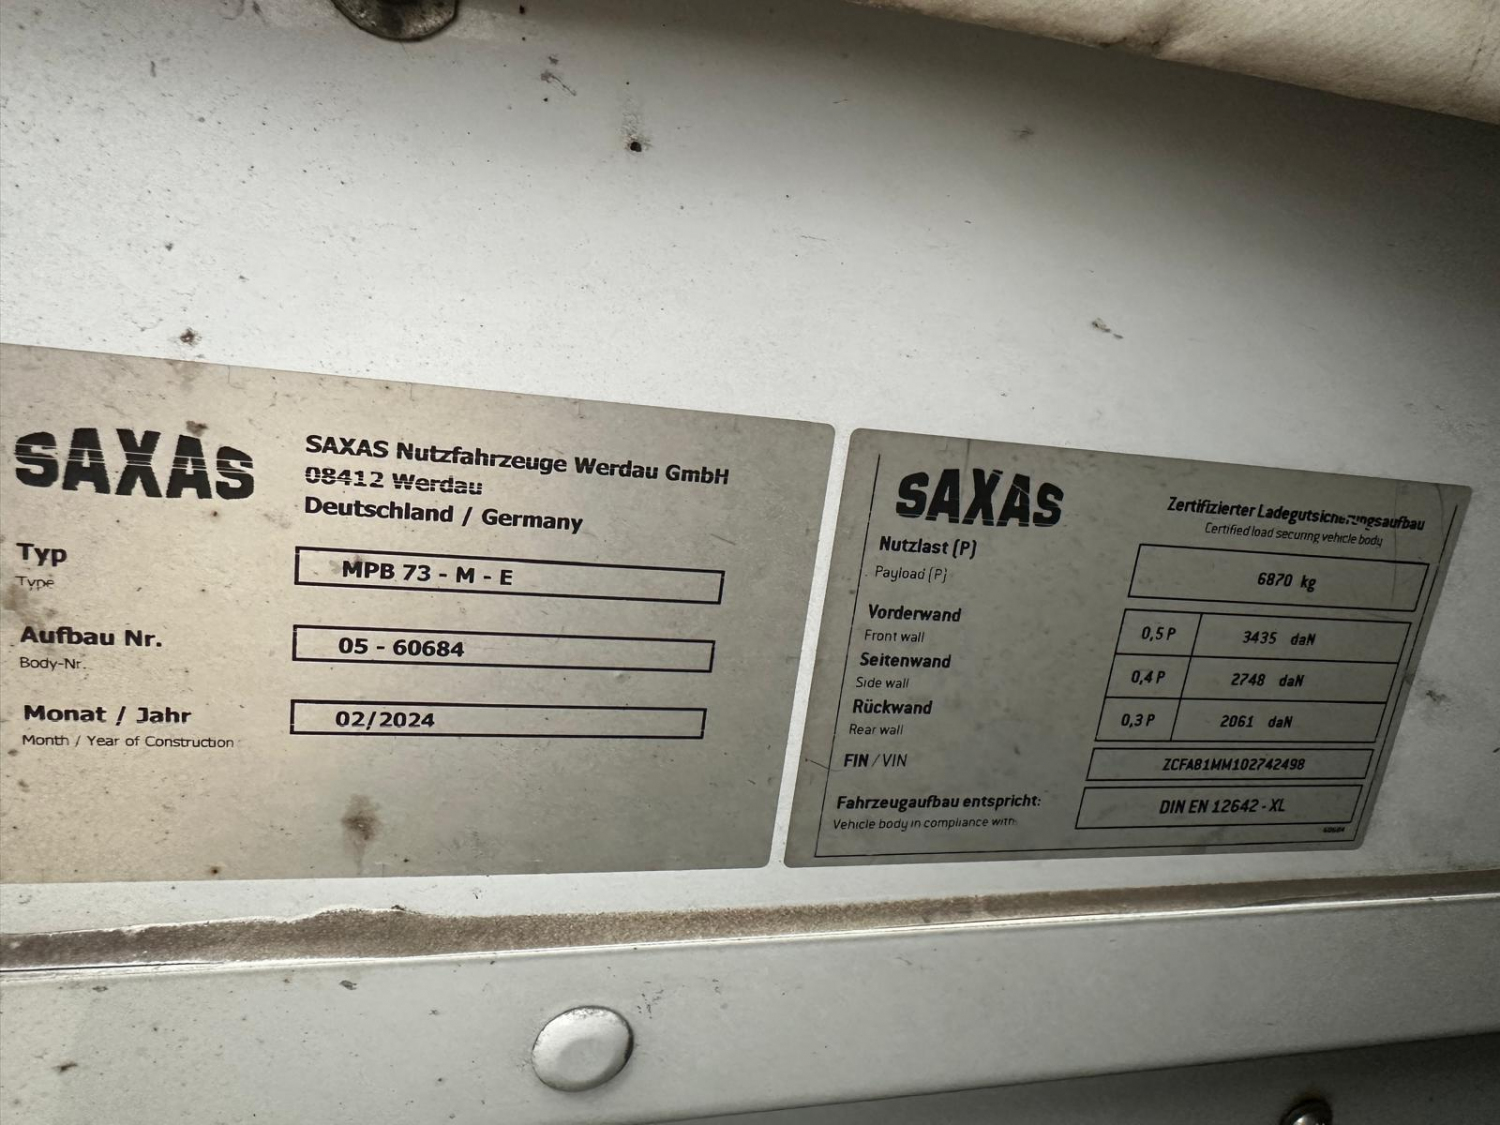 SAXAS
SAXAS Nutzfahrzeuge Werdau GmbH
08412 Werdau
Deutschland / Germany
Typ
Type
MPB 73 - M - E
Aufbau Nr.
Body-Nr.
05 - 60684
Monat / Jahr
Month / Year of Construction
02/2024
SAXAS
Zertifizierter Ladegutsicherungsaufbau
Certified load securing vehicle body
Nutzlast (P)
Payload (P)
6870 kg
Vorderwand
Front wall
0,5 P 3435 daN
Seitenwand
Side wall
0,4 P 2748 daN
Rückwand
Rear wall
0,3 P 2061 daN
FIN / VIN
ZCFA81MM102742498
Fahrzeugaufbau entspricht:
Vehicle body in compliance with:
DIN EN 12642 - XL
60684